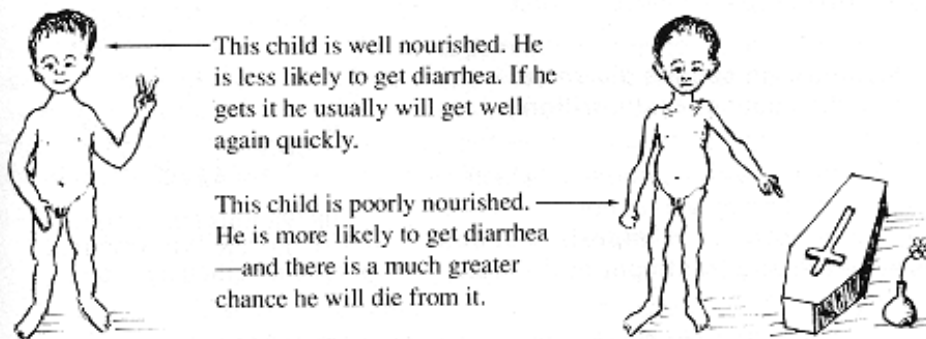 This child is well nourished. He
is less likely to get diarrhea. If he
gets it he usually will get well
again quickly.
This child is poorly nourished.
He is more likely to get diarrhea
—and there is a much greater
chance he will die from it.